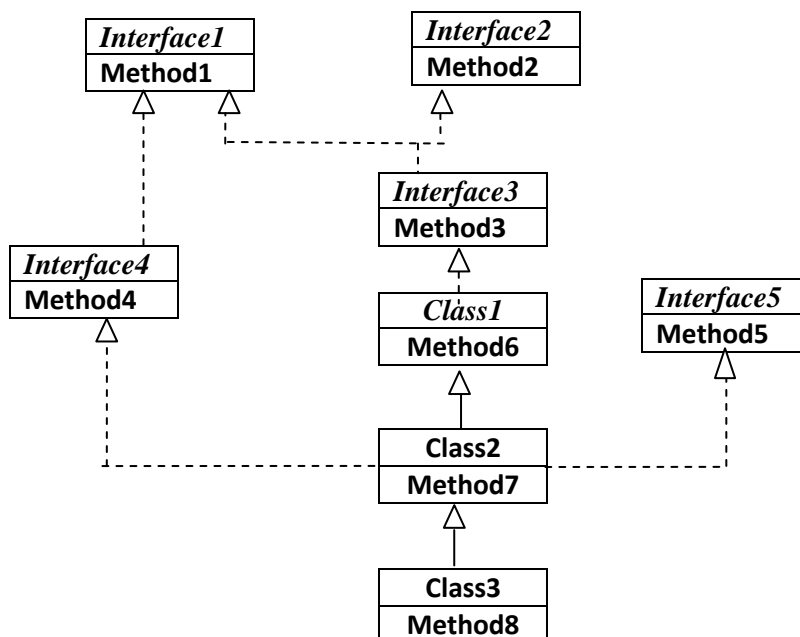 Interface1
Method1
Interface2
Method2
Interface3
Method3
Interface4
Method4
Class1
Method6
Interface5
Method5
Class2
Method7
Class3
Method8